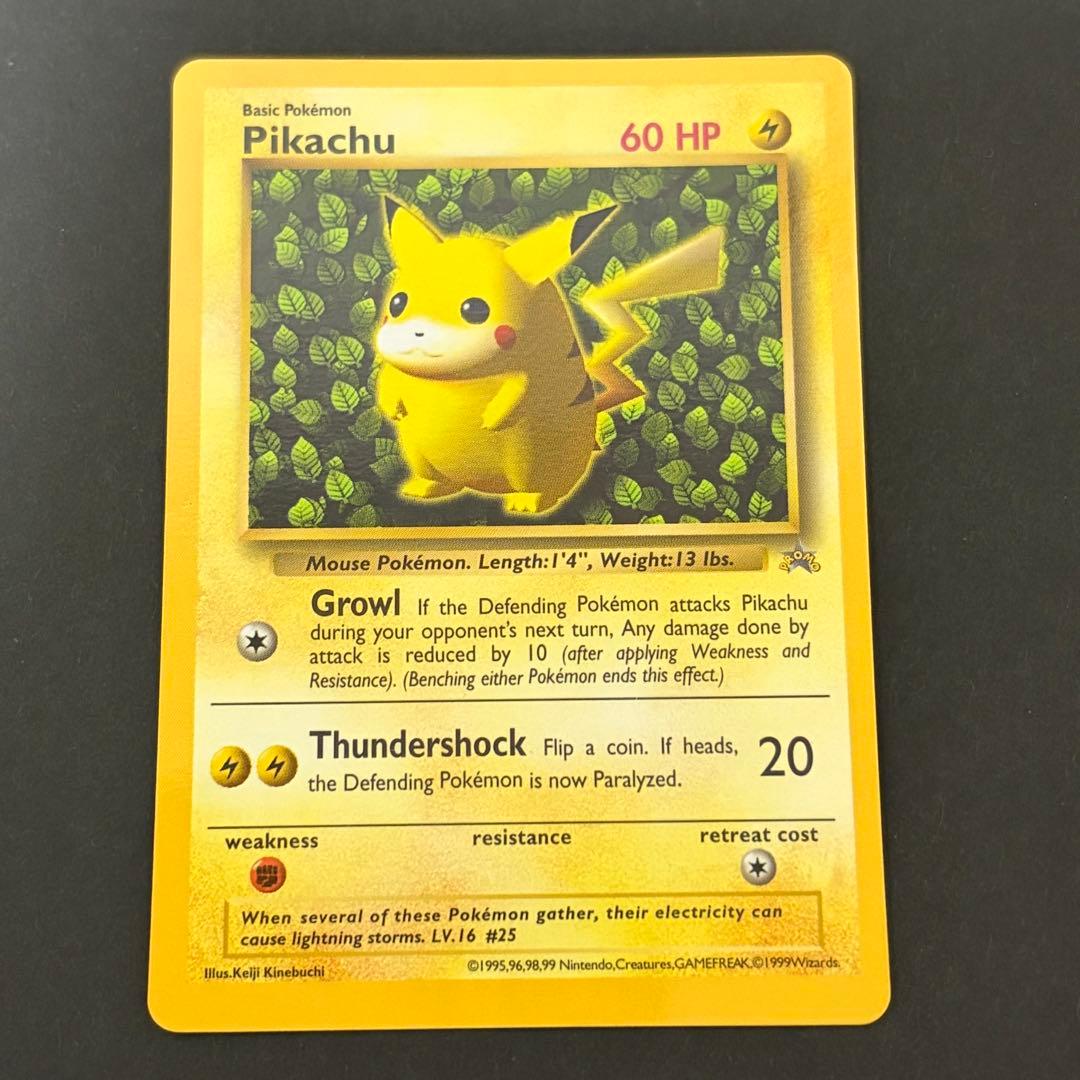 Basic Pokémon
Pikachu 60 HP
Mouse Pokémon. Length:1'4", Weight:13 lbs.
PROMO
Growl If the Defending Pokémon attacks Pikachu
during your opponent's next turn, Any damage done by
attack is reduced by 10 (after applying Weakness and
Resistance). (Benching either Pokémon ends this effect.)
Thundershock Flip a coin. If heads, 20
the Defending Pokémon is now Paralyzed.
weakness resistance retreat cost
When several of these Pokémon gather, their electricity can
cause lightning storms. LV.16 #25
Illus.Keiji Kinebuchi ©1995,96,98,99 Nintendo,Creatures,GAMEFREAK.©1999Wizards.